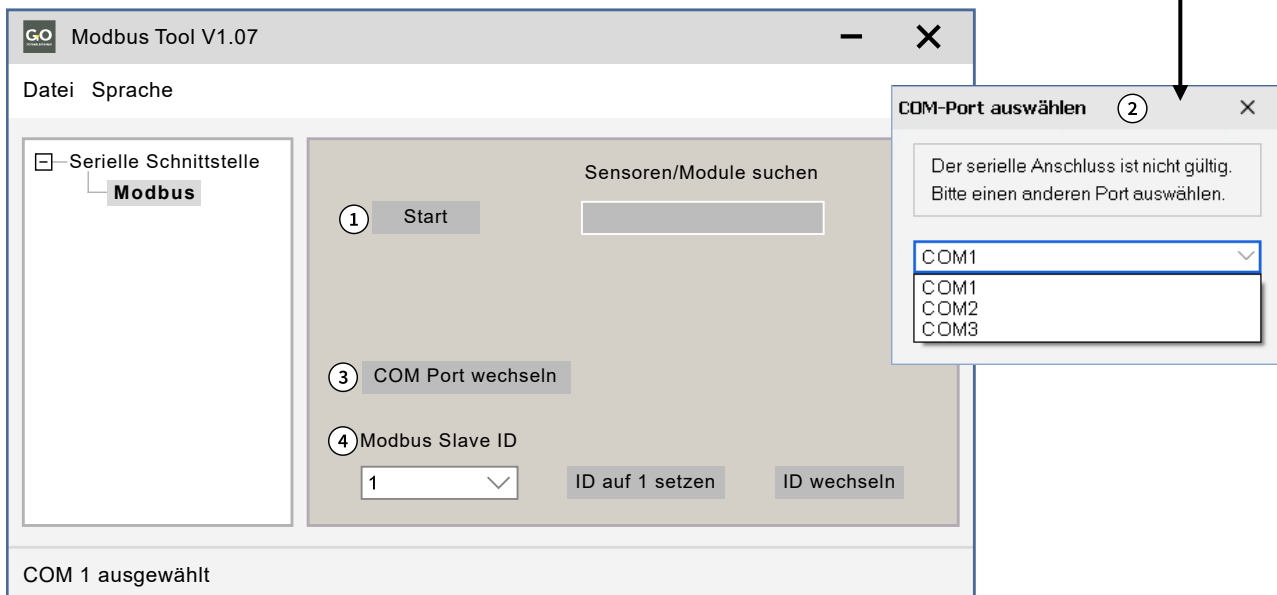 GO
Modbus Tool V1.07
Datei Sprache
Serielle Schnittstelle
Modbus
Sensoren/Module suchen
1 Start
3 COM Port wechseln
4 Modbus Slave ID
1
ID auf 1 setzen
ID wechseln
COM 1 ausgewählt
COM-Port auswählen 2
Der serielle Anschluss ist nicht gültig.
Bitte einen anderen Port auswählen.
COM1
COM1
COM2
COM3